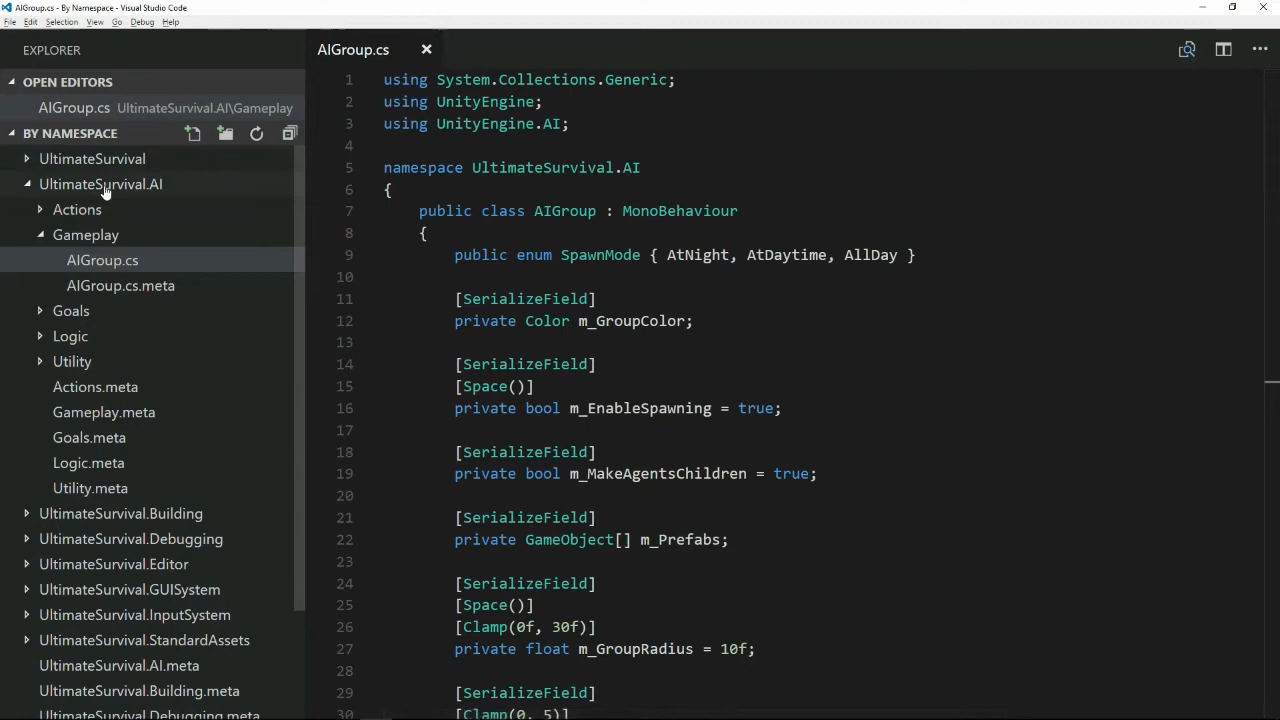 AIGroup.cs - By Namespace - Visual Studio Code
File Edit Selection View Go Debug Help
EXPLORER
OPEN EDITORS
AIGroup.cs UltimateSurvival.AI\Gameplay
BY NAMESPACE
UltimateSurvival
UltimateSurvival.AI
Actions
Gameplay
AIGroup.cs
AIGroup.cs.meta
Goals
Logic
Utility
Actions.meta
Gameplay.meta
Goals.meta
Logic.meta
Utility.meta
UltimateSurvival.Building
UltimateSurvival.Debugging
UltimateSurvival.Editor
UltimateSurvival.GUISystem
UltimateSurvival.InputSystem
UltimateSurvival.StandardAssets
UltimateSurvival.AI.meta
UltimateSurvival.Building.meta
UltimateSurvival.Debugging.meta
AIGroup.cs
1 using System.Collections.Generic;
2 using UnityEngine;
3 using UnityEngine.AI;
4
5 namespace UltimateSurvival.AI
6 {
7 public class AIGroup : MonoBehaviour
8 {
9 public enum SpawnMode { AtNight, AtDaytime, AllDay }
10
11 [SerializeField]
12 private Color m_GroupColor;
13
14 [SerializeField]
15 [Space()]
16 private bool m_EnableSpawning = true;
17
18 [SerializeField]
19 private bool m_MakeAgentsChildren = true;
20
21 [SerializeField]
22 private GameObject[] m_Prefabs;
23
24 [SerializeField]
25 [Space()]
26 [Clamp(0f, 30f)]
27 private float m_GroupRadius = 10f;
28
29 [SerializeField]
30 [Clamp(0, 5)]